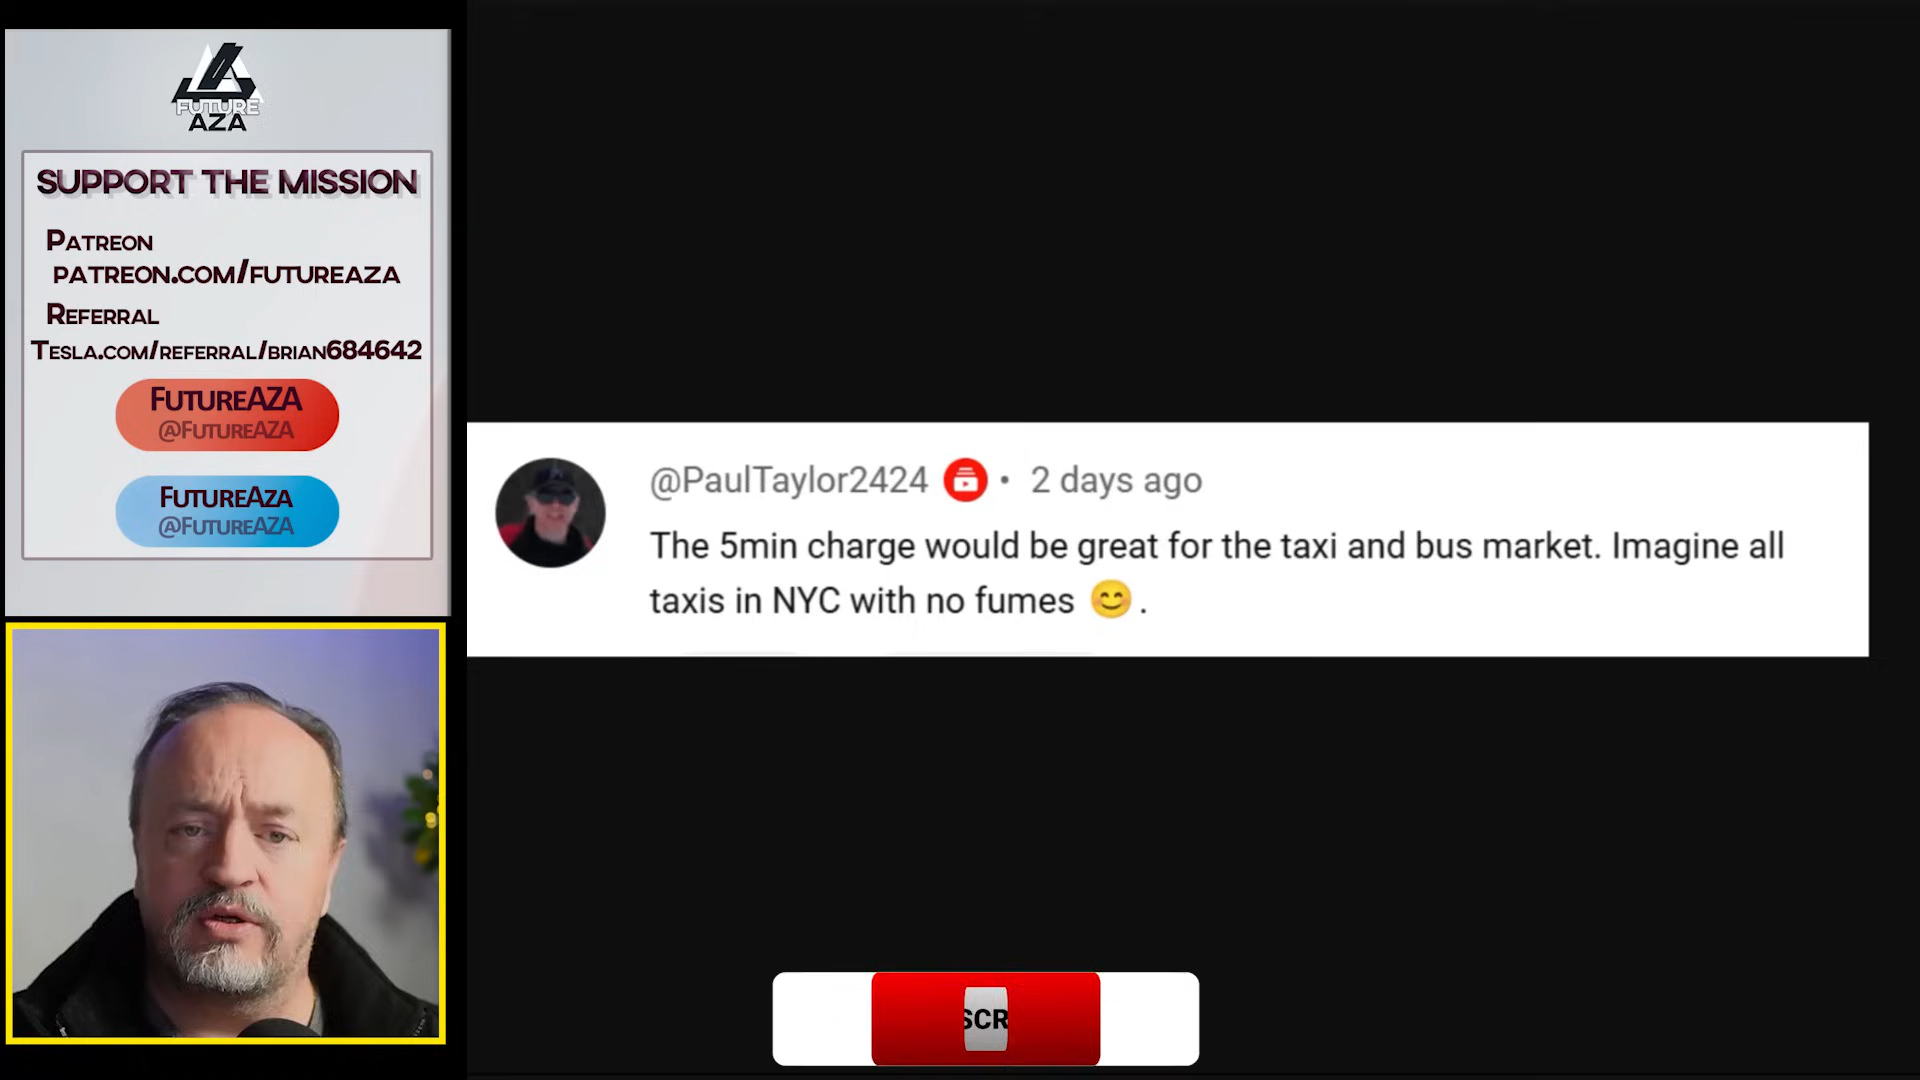 FUTURE
AZA
SUPPORT THE MISSION
PATREON
PATREON.COM/FUTUREAZA
REFERRAL
TESLA.COM/REFERRAL/BRIAN684642
FUTUREAZA
@FUTUREAZA
FUTUREAZA
@FUTUREAZA
@PaulTaylor2424 • 2 days ago
The 5min charge would be great for the taxi and bus market. Imagine all
taxis in NYC with no fumes 😊 .
SCR